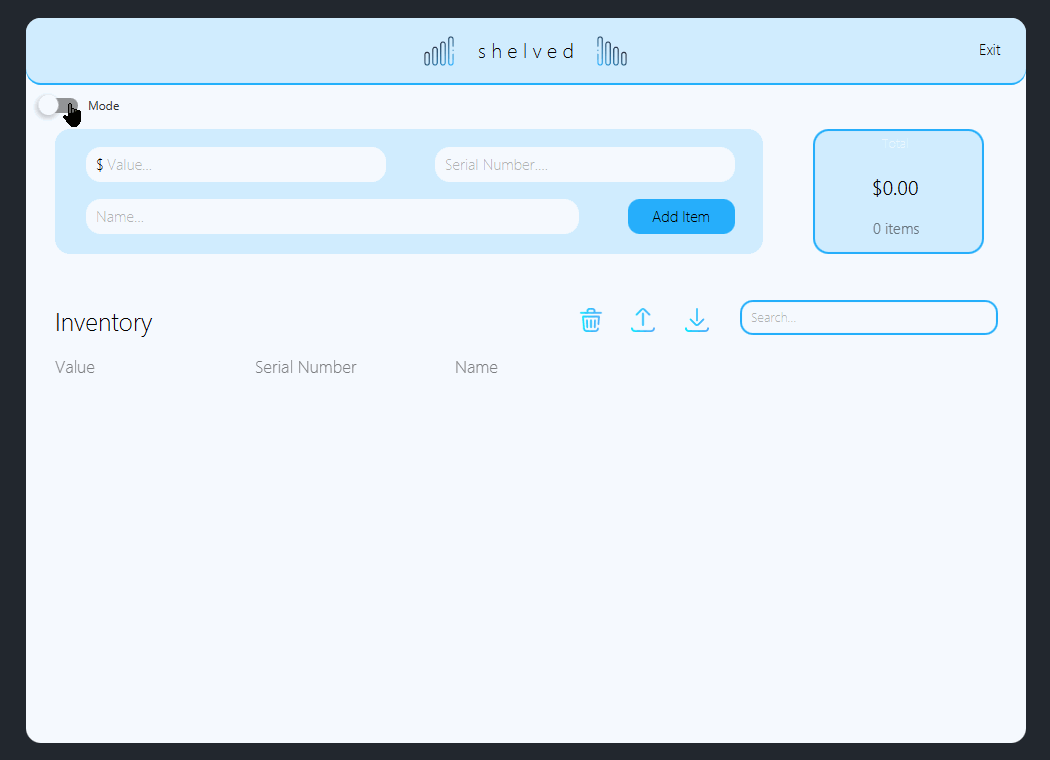 shelved
Exit
Mode
$ Value...
Serial Number....
Name...
Add Item
Total
$0.00
0 items
Inventory
Search...
Value
Serial Number
Name